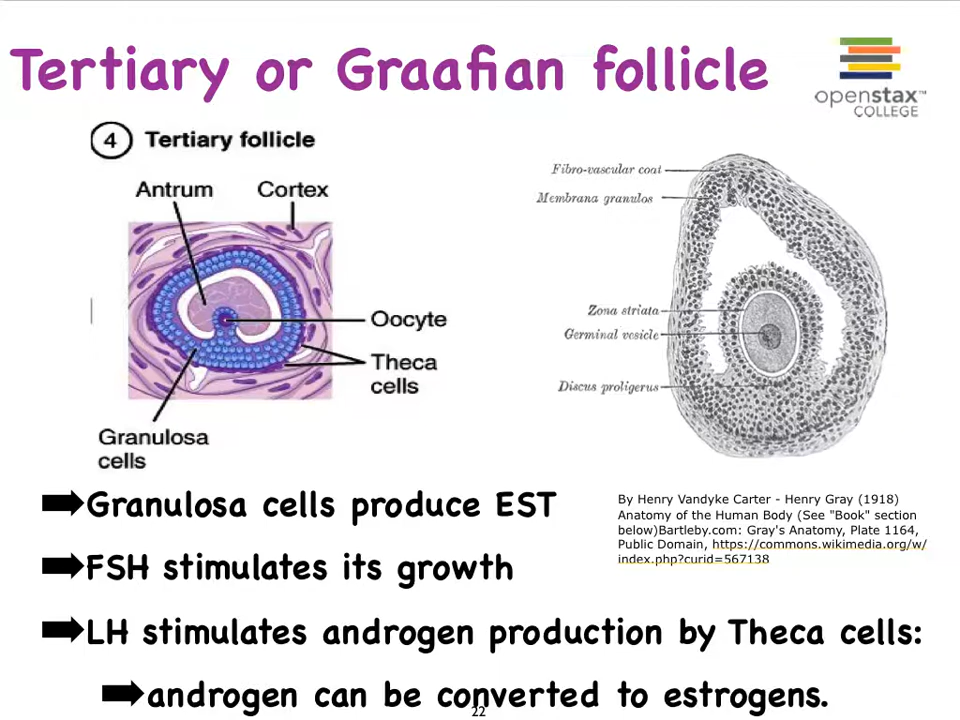 Tertiary or Graafian follicle
openstax™
COLLEGE
4 Tertiary follicle
Antrum Cortex
Oocyte
Theca
cells
Granulosa
cells
Fibro-vascular coat
Membrana granulos
Zona striata
Germinal vesicle
Discus proligerus
Granulosa cells produce EST
FSH stimulates its growth
LH stimulates androgen production by Theca cells:
androgen can be converted to estrogens.
By Henry Vandyke Carter - Henry Gray (1918)
Anatomy of the Human Body (See "Book" section
below)Bartleby.com: Gray's Anatomy, Plate 1164,
Public Domain, https://commons.wikimedia.org/w/
index.php?curid=567138
22